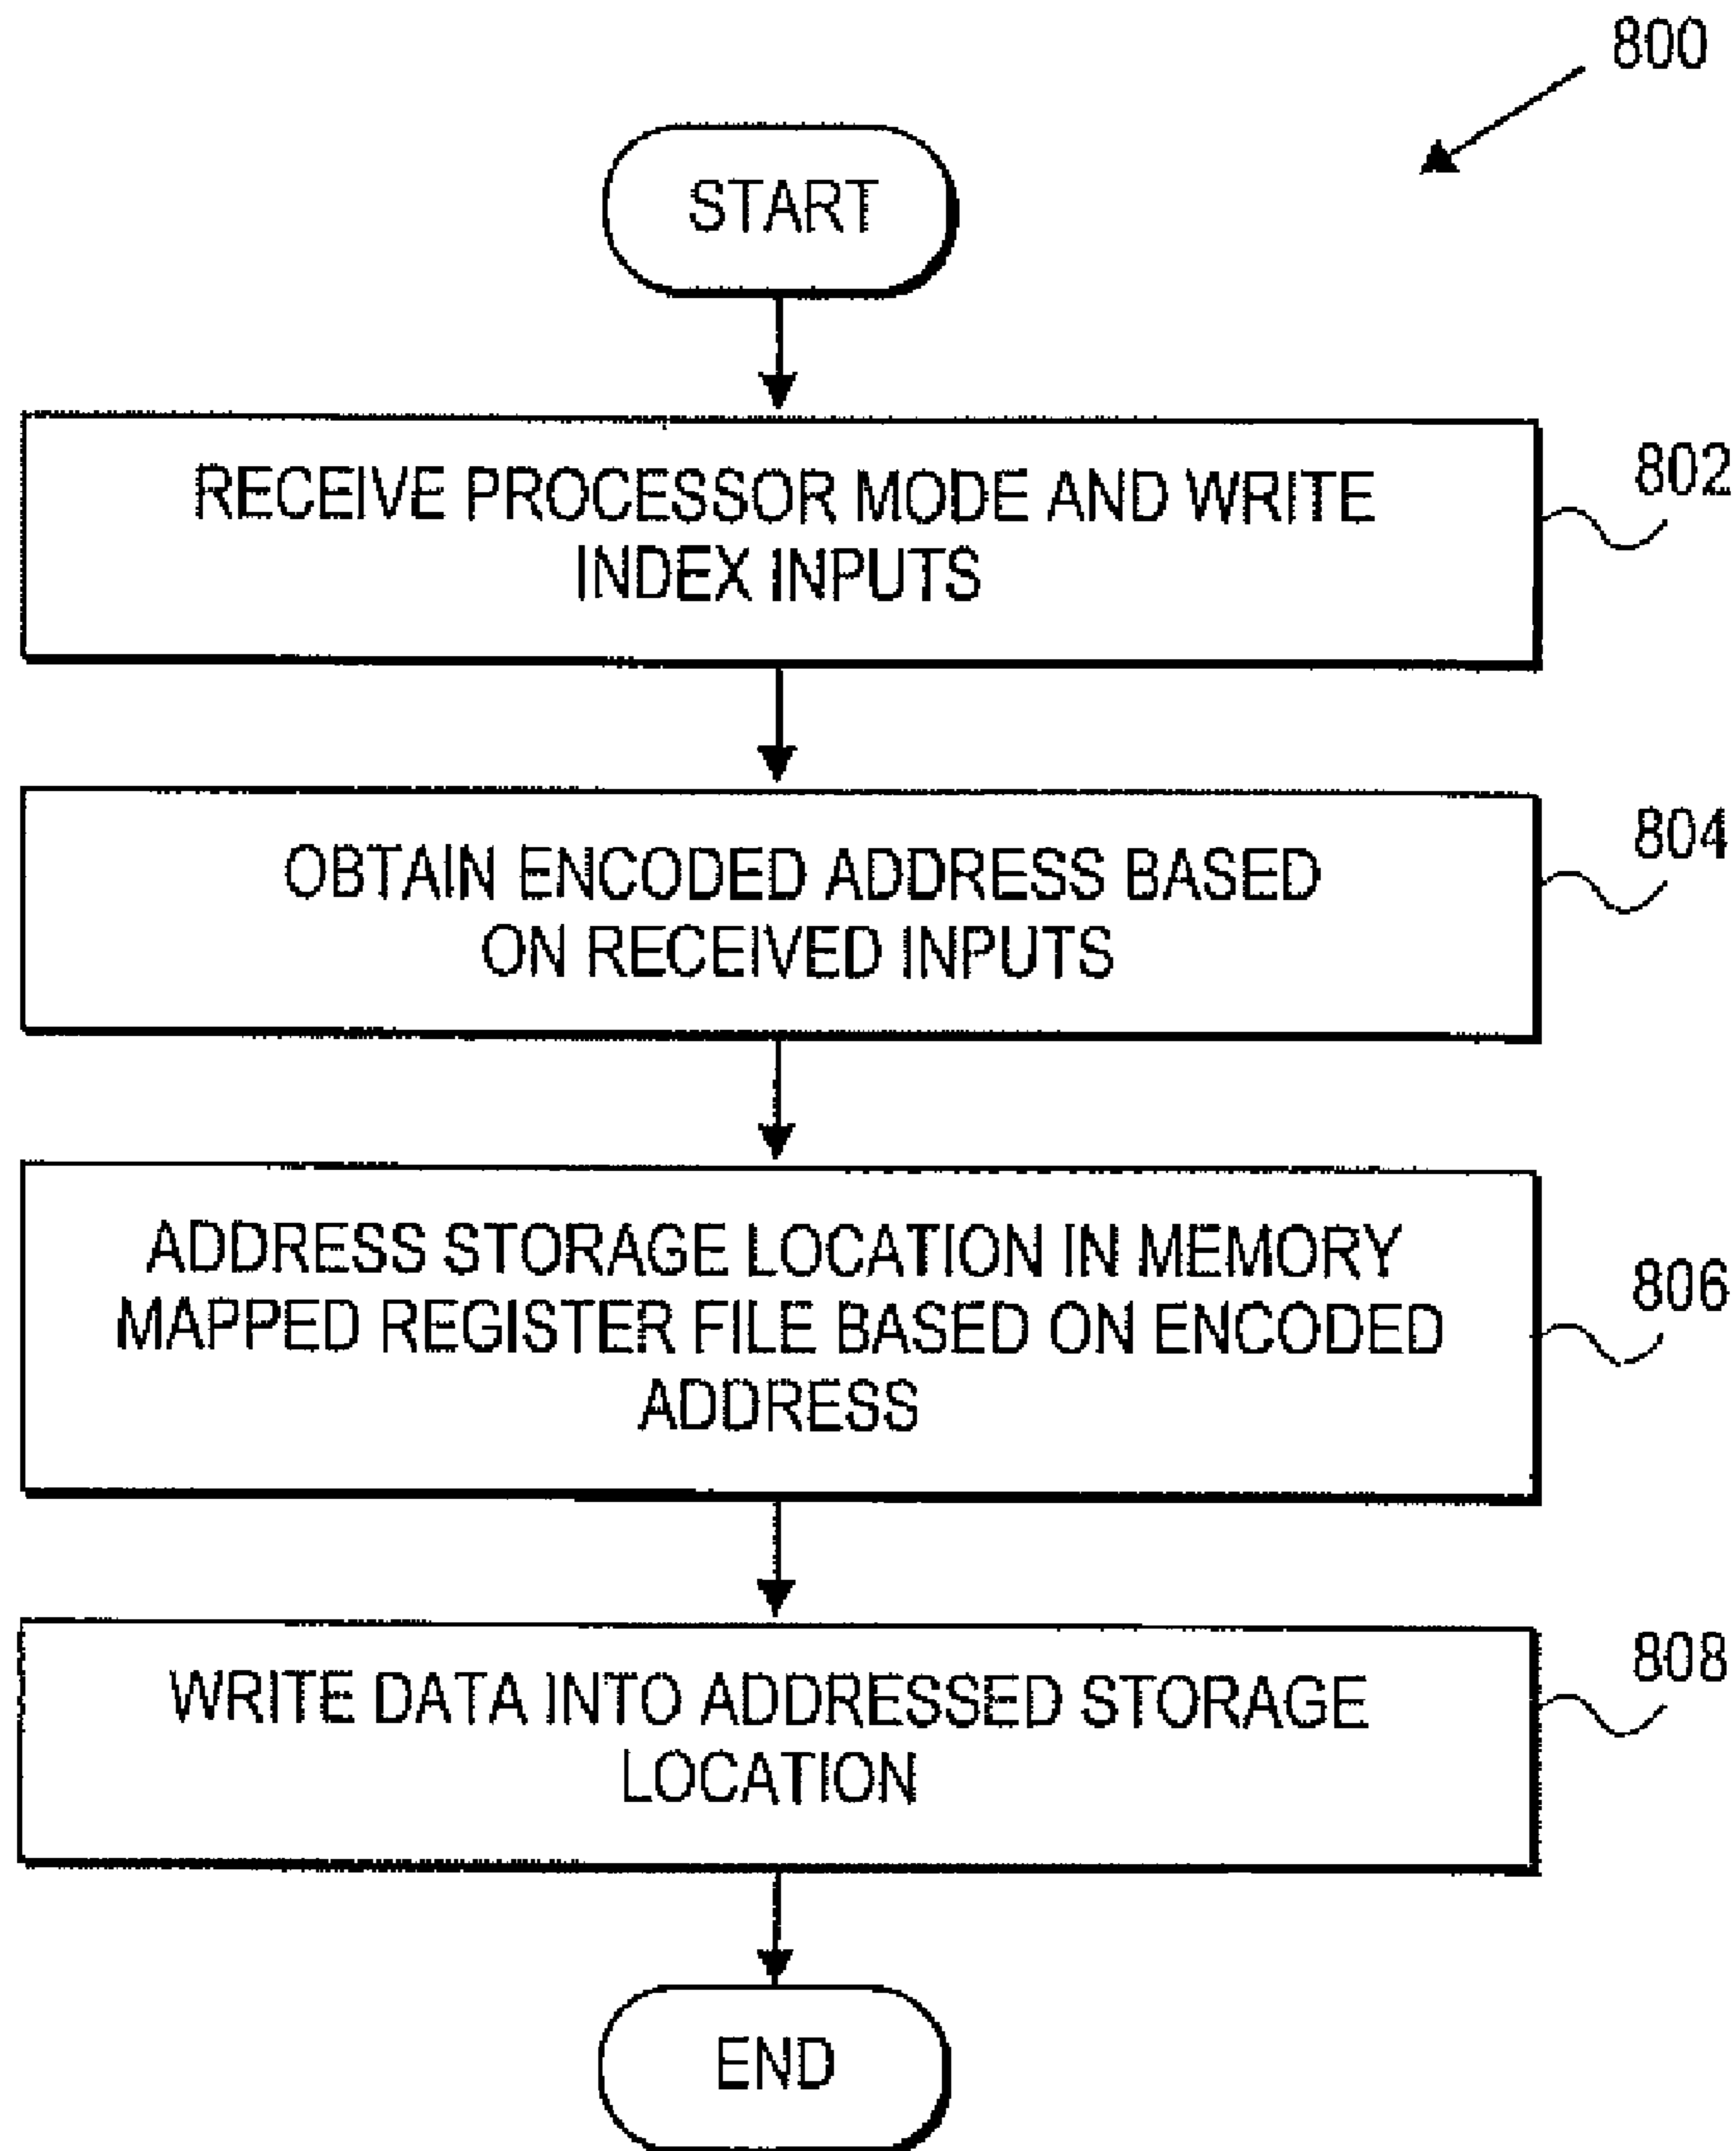 800
START
RECEIVE PROCESSOR MODE AND WRITE
INDEX INPUTS
802
OBTAIN ENCODED ADDRESS BASED
ON RECEIVED INPUTS
804
ADDRESS STORAGE LOCATION IN MEMORY
MAPPED REGISTER FILE BASED ON ENCODED
ADDRESS
806
WRITE DATA INTO ADDRESSED STORAGE
LOCATION
808
END